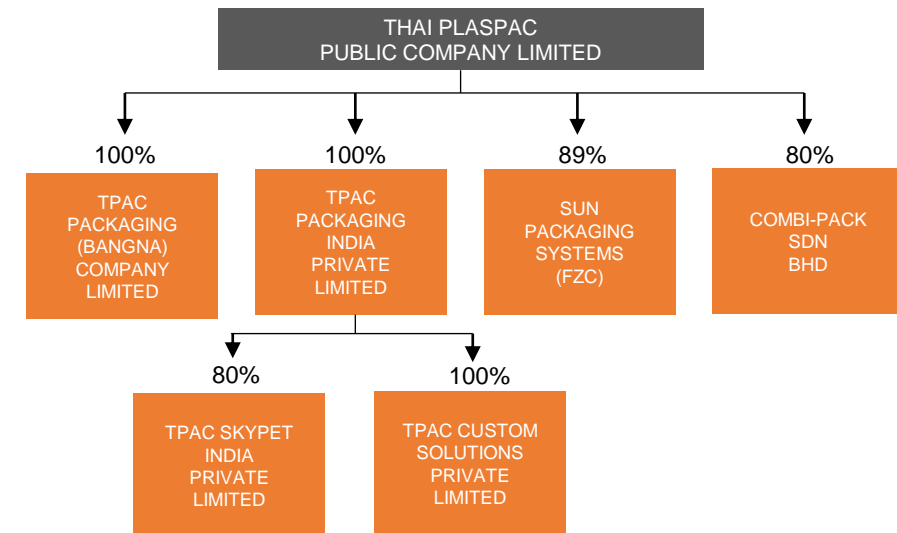 THAI PLASPAC
PUBLIC COMPANY LIMITED
100%
100%
89%
80%
TPAC
PACKAGING
(BANGNA)
COMPANY
LIMITED
TPAC
PACKAGING
INDIA
PRIVATE
LIMITED
SUN
PACKAGING
SYSTEMS
(FZC)
COMBI-PACK
SDN
BHD
80%
100%
TPAC SKYPET
INDIA
PRIVATE
LIMITED
TPAC CUSTOM
SOLUTIONS
PRIVATE
LIMITED